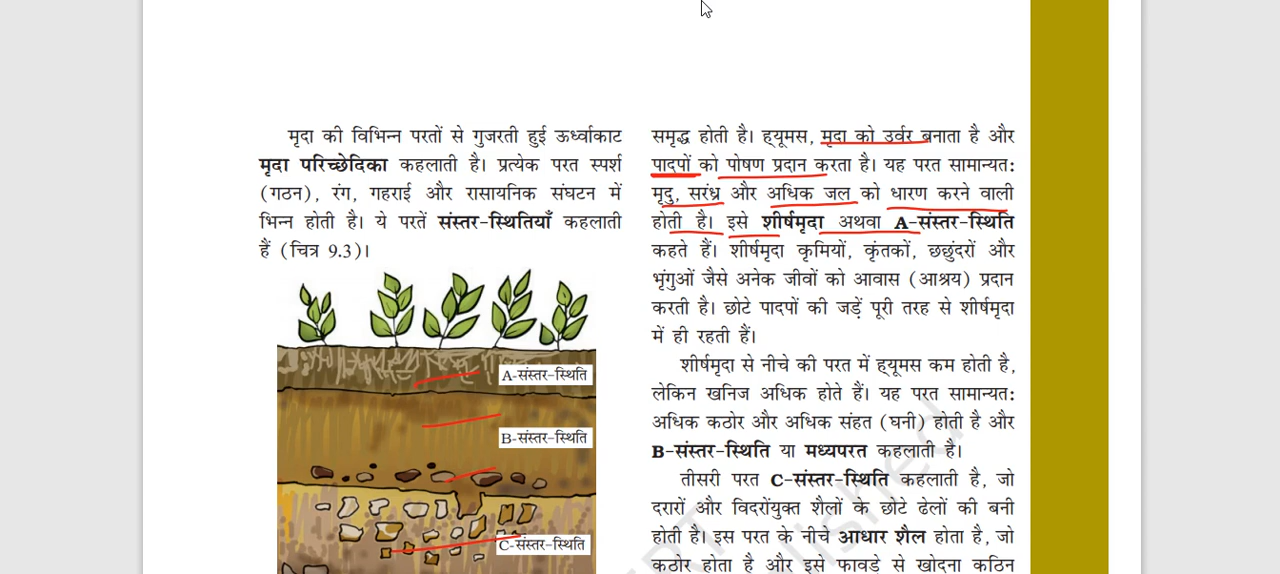 मृदा की विभिन्न परतों से गुजरती हुई ऊर्ध्वाकाट
मृदा परिच्छेदिका कहलाती है। प्रत्येक परत स्पर्श
(गठन), रंग, गहराई और रासायनिक संघटन में
भिन्न होती है। ये परतें संस्तर-स्थितियाँ कहलाती
हैं (चित्र 9.3)।
A-संस्तर-स्थिति
B-संस्तर-स्थिति
C-संस्तर-स्थिति
समृद्ध होती है। ह्यूमस, मृदा को उर्वर बनाता है और
पादपों को पोषण प्रदान करता है। यह परत सामान्यत:
मृदु, सरंध्र और अधिक जल को धारण करने वाली
होती है। इसे शीर्षमृदा अथवा A-संस्तर-स्थिति
कहते हैं। शीर्षमृदा कृमियों, कृंतकों, छछुंदरों और
भृंगुओं जैसे अनेक जीवों को आवास (आश्रय) प्रदान
करती है। छोटे पादपों की जड़ें पूरी तरह से शीर्षमृदा
में ही रहती हैं।
शीर्षमृदा से नीचे की परत में ह्यूमस कम होती है,
लेकिन खनिज अधिक होते हैं। यह परत सामान्यत:
अधिक कठोर और अधिक संहत (घनी) होती है और
B-संस्तर-स्थिति या मध्यपरत कहलाती है।
तीसरी परत C-संस्तर-स्थिति कहलाती है, जो
दरारों और विदरोंयुक्त शैलों के छोटे ढेलों की बनी
होती है। इस परत के नीचे आधार शैल होता है, जो
कठोर होता है और इसे फावड़े से खोदना कठिन